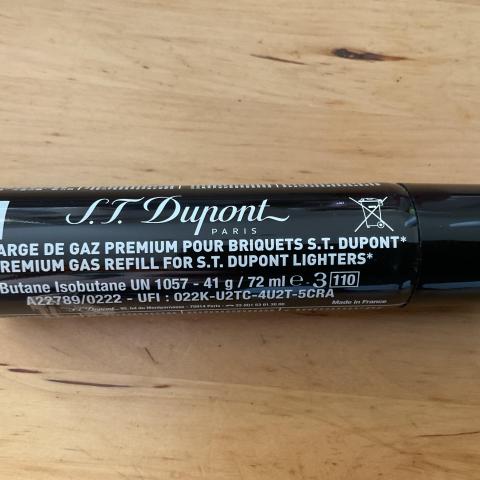 S.T. Dupont
PARIS
ARGE DE GAZ PREMIUM POUR BRIQUETS S.T. DUPONT*
REMIUM GAS REFILL FOR S.T. DUPONT LIGHTERS*
Butane Isobutane UN 1057 - 41 g / 72 ml ℮ 3 110
A22789/0222 - UFI : 022K-U2TC-4U2T-5CRA
Made in France